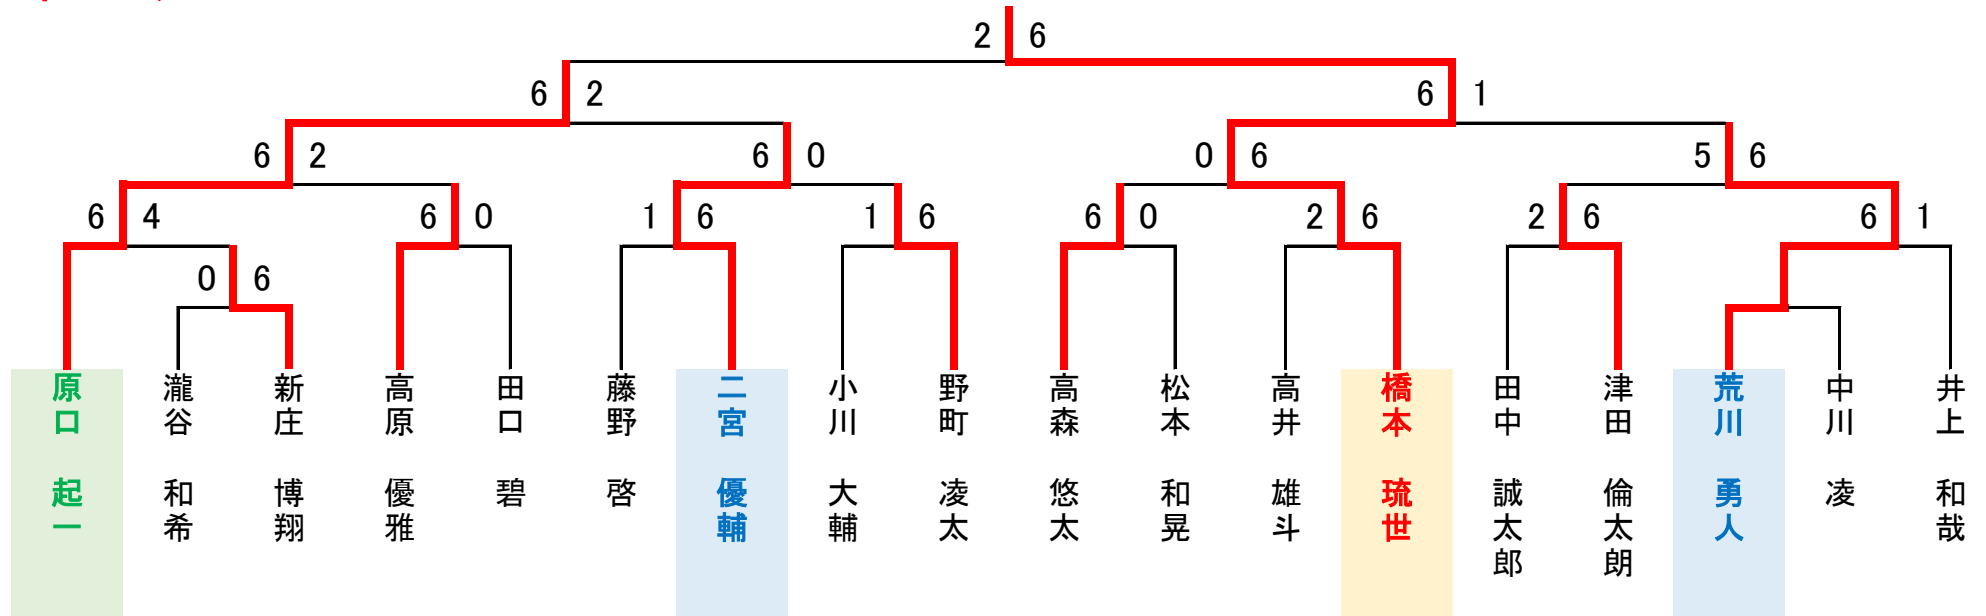 2 6
6 2
6 1
6 2
6 0
0 6
5 6
6 4
6 0
1 6
1 6
6 0
2 6
2 6
6 1
0 6
原口 起一
瀧谷 和希
新庄 博翔
高原 優雅
田口 碧
藤野 啓
二宮 優輔
小川 大輔
野町 凌太
高森 悠太
松本 和晃
高井 雄斗
橋本 琉世
田中 誠太郎
津田 倫太朗
荒川 勇人
中川 凌
井上 和哉